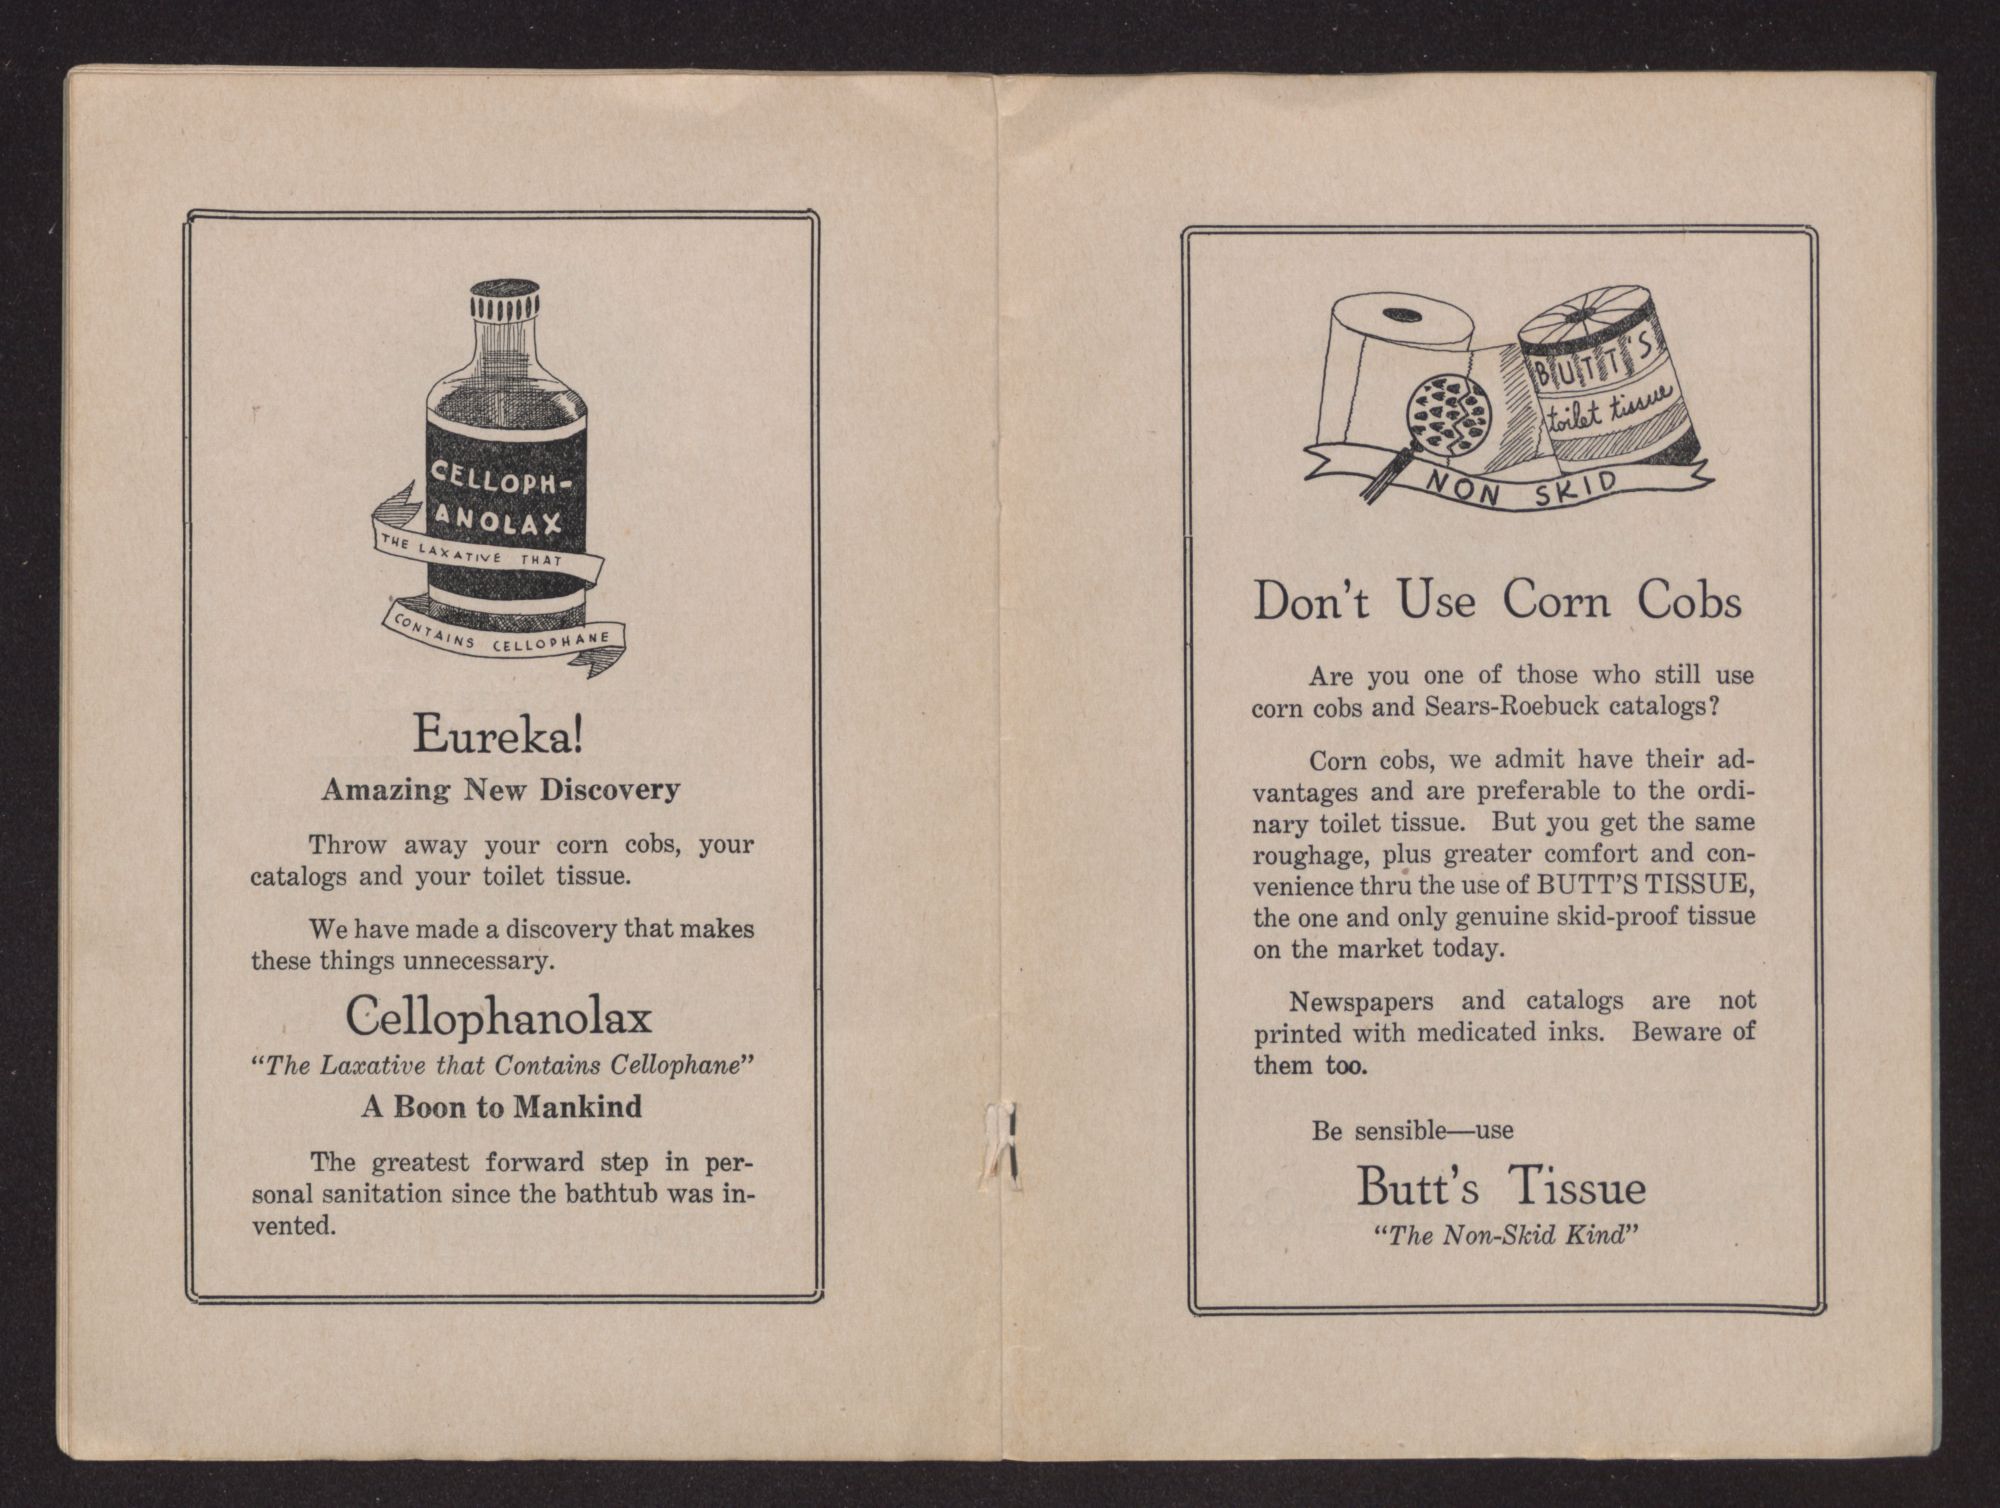 CELLOPH-
ANOLAX
THE LAXATIVE THAT
CONTAINS CELLOPHANE
Eureka!
Amazing New Discovery
Throw away your corn cobs, your
catalogs and your toilet tissue.
We have made a discovery that makes
these things unnecessary.
Cellophanolax
"The Laxative that Contains Cellophane"
A Boon to Mankind
The greatest forward step in per-
sonal sanitation since the bathtub was in-
vented.
BUTT'S
toilet tissue
NON SKID
Don't Use Corn Cobs
Are you one of those who still use
corn cobs and Sears-Roebuck catalogs?
Corn cobs, we admit have their ad-
vantages and are preferable to the ordi-
nary toilet tissue. But you get the same
roughage, plus greater comfort and con-
venience thru the use of BUTT'S TISSUE,
the one and only genuine skid-proof tissue
on the market today.
Newspapers and catalogs are not
printed with medicated inks. Beware of
them too.
Be sensible—use
Butt's Tissue
"The Non-Skid Kind"